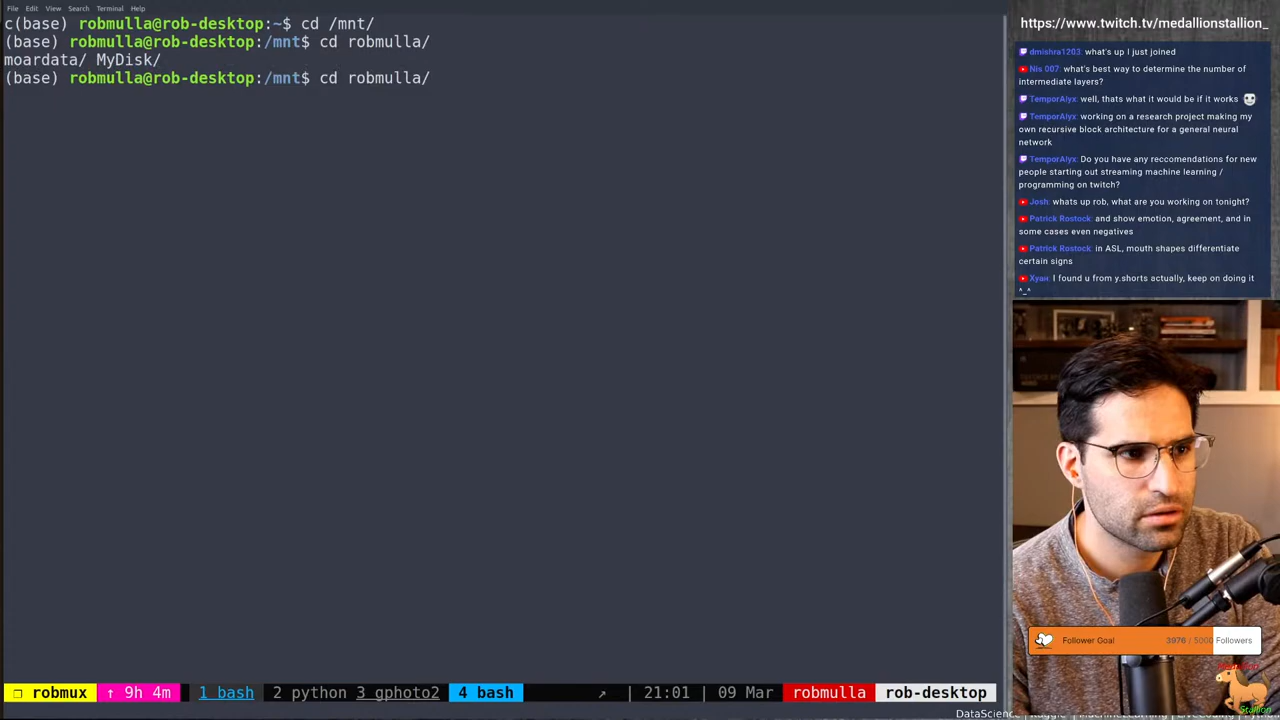 File Edit View Search Terminal Help
c(base) robmulla@rob-desktop:~$ cd /mnt/
(base) robmulla@rob-desktop:/mnt$ cd robmulla/
moardata/ MyDisk/
(base) robmulla@rob-desktop:/mnt$ cd robmulla/
❐ robmux ↑ 9h 4m 1 bash 2 python 3 gphoto2 4 bash ↗ | 21:01 | 09 Mar robmulla rob-desktop
https://www.twitch.tv/medallionstallion_
dmishra1203: what's up I just joined
Nis 007: what's best way to determine the number of
intermediate layers?
TemporAlyx: well, thats what it would be if it works
TemporAlyx: working on a research project making my
own recursive block architecture for a general neural
network
TemporAlyx: Do you have any reccomendations for new
people starting out streaming machine learning /
programming on twitch?
Josh: whats up rob, what are you working on tonight?
Patrick Rostock: and show emotion, agreement, and in
some cases even negatives
Patrick Rostock: in ASL, mouth shapes differentiate
certain signs
Хуан: I found u from y.shorts actually, keep on doing it
^_^
Follower Goal 3976 / 5000 Followers
Medallion
Stallion
DataScience